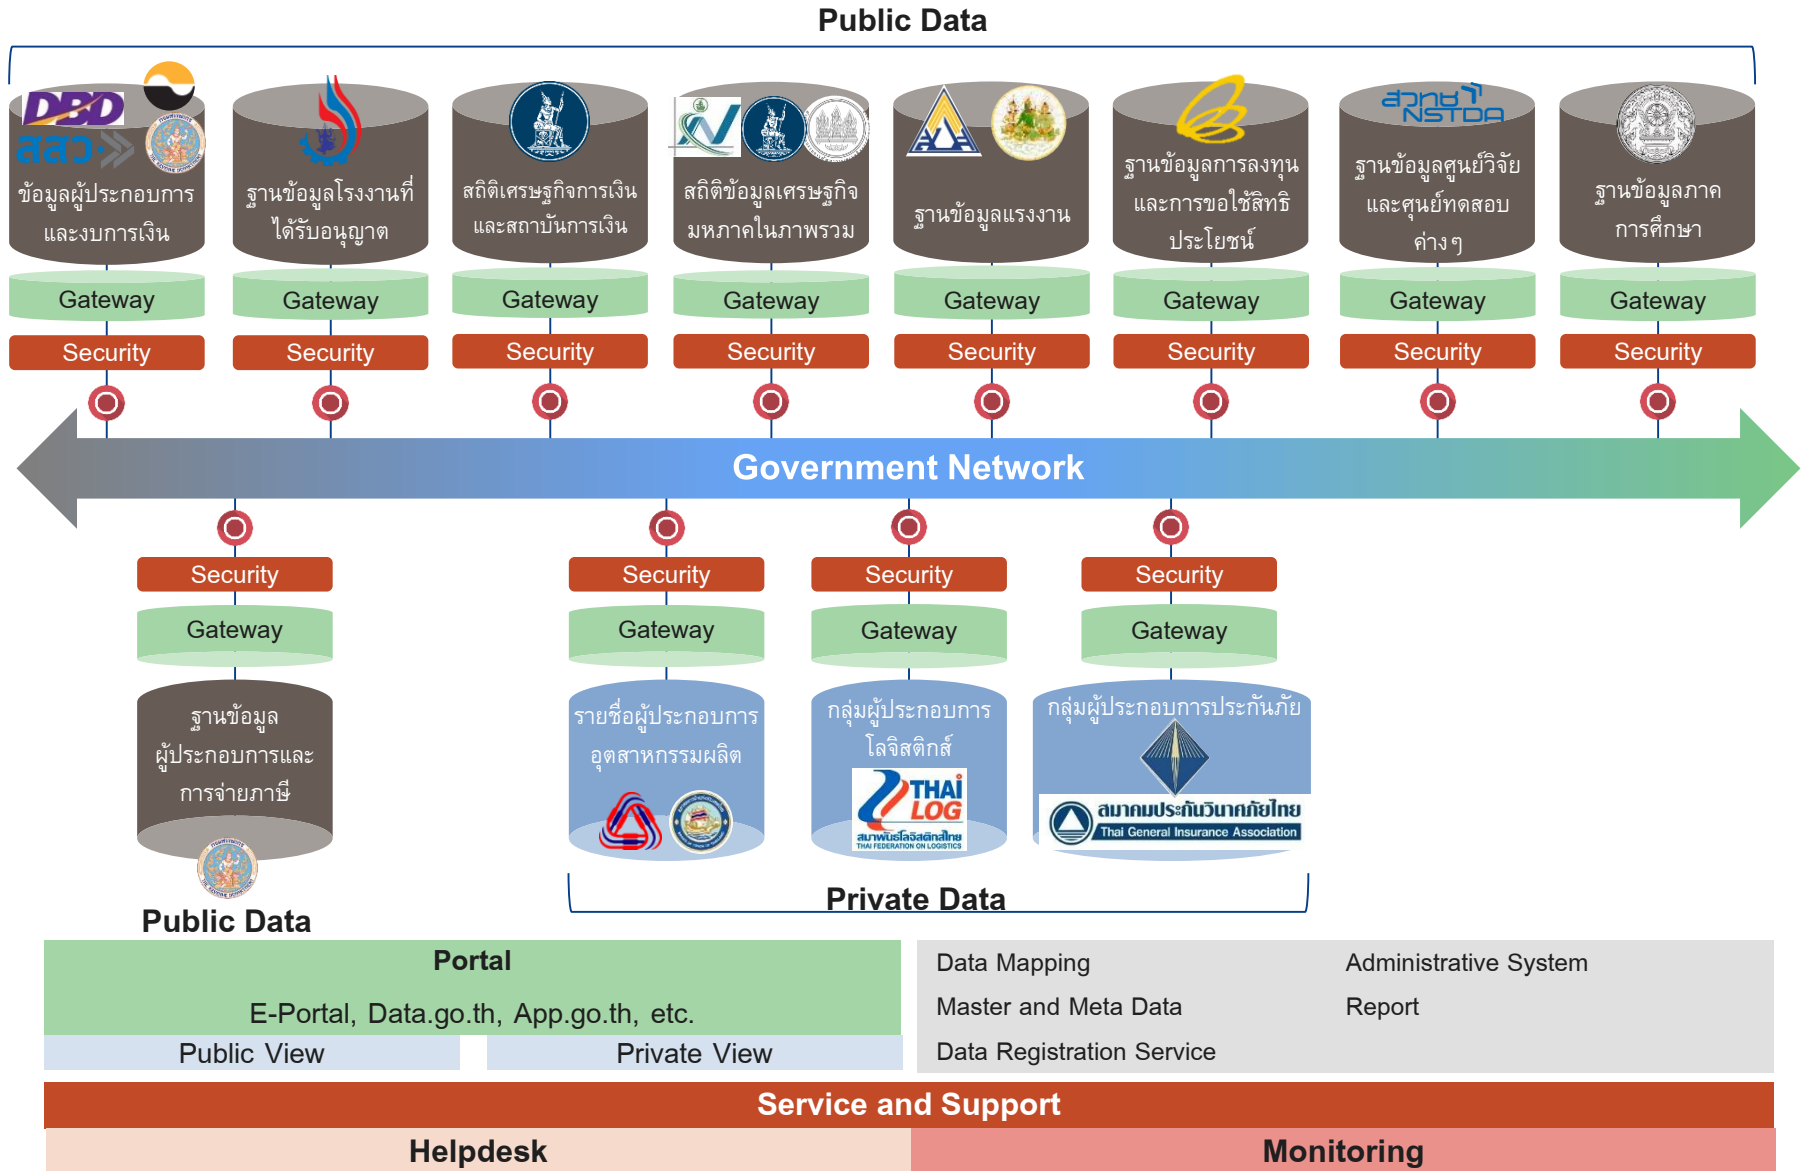 Public Data
DBD
สสว.
ข้อมูลผู้ประกอบการ
และงบการเงิน
ฐานข้อมูลโรงงานที่
ได้รับอนุญาต
สถิติเศรษฐกิจการเงิน
และสถาบันการเงิน
สถิติข้อมูลเศรษฐกิจ
มหภาคในภาพรวม
ฐานข้อมูลแรงงาน
ฐานข้อมูลการลงทุน
และการขอใช้สิทธิ
ประโยชน์
สวทช
NSTDA
ฐานข้อมูลศูนย์วิจัย
และศูนย์ทดสอบ
ต่างๆ
ฐานข้อมูลภาค
การศึกษา
Gateway Gateway Gateway Gateway Gateway Gateway Gateway Gateway
Security Security Security Security Security Security Security Security
Government Network
Security Security Security Security
Gateway Gateway Gateway Gateway
ฐานข้อมูล
ผู้ประกอบการและ
การจ่ายภาษี
Public Data
รายชื่อผู้ประกอบการ
อุตสาหกรรมผลิต
กลุ่มผู้ประกอบการ
โลจิสติกส์
THAI
LOG
สมาพันธ์โลจิสติกส์ไทย
THAI FEDERATION ON LOGISTICS
กลุ่มผู้ประกอบการประกันภัย
สมาคมประกันวินาศภัยไทย
Thai General Insurance Association
Private Data
Portal
E-Portal, Data.go.th, App.go.th, etc.
Public View
Private View
Data Mapping
Master and Meta Data
Data Registration Service
Administrative System
Report
Service and Support
Helpdesk
Monitoring